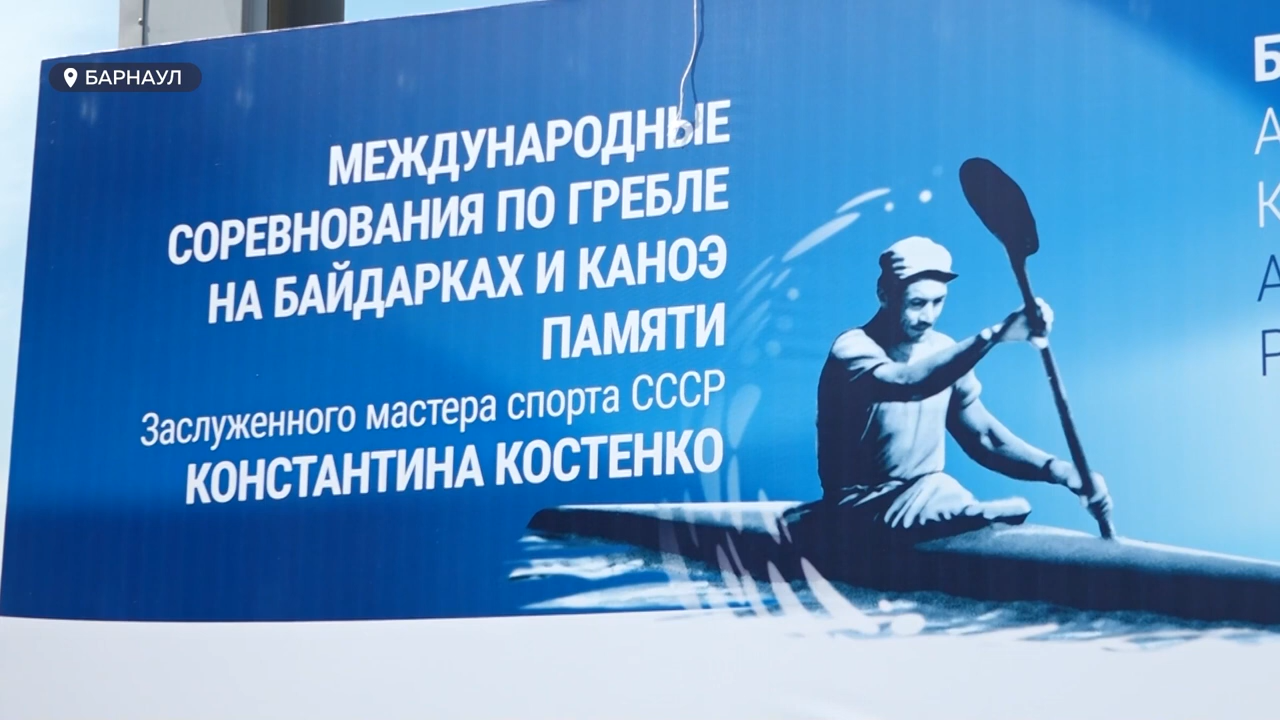 БАРНАУЛ
МЕЖДУНАРОДНЫЕ
СОРЕВНОВАНИЯ ПО ГРЕБЛЕ
НА БАЙДАРКАХ И КАНОЭ
ПАМЯТИ
Заслуженного мастера спорта СССР
КОНСТАНТИНА КОСТЕНКО